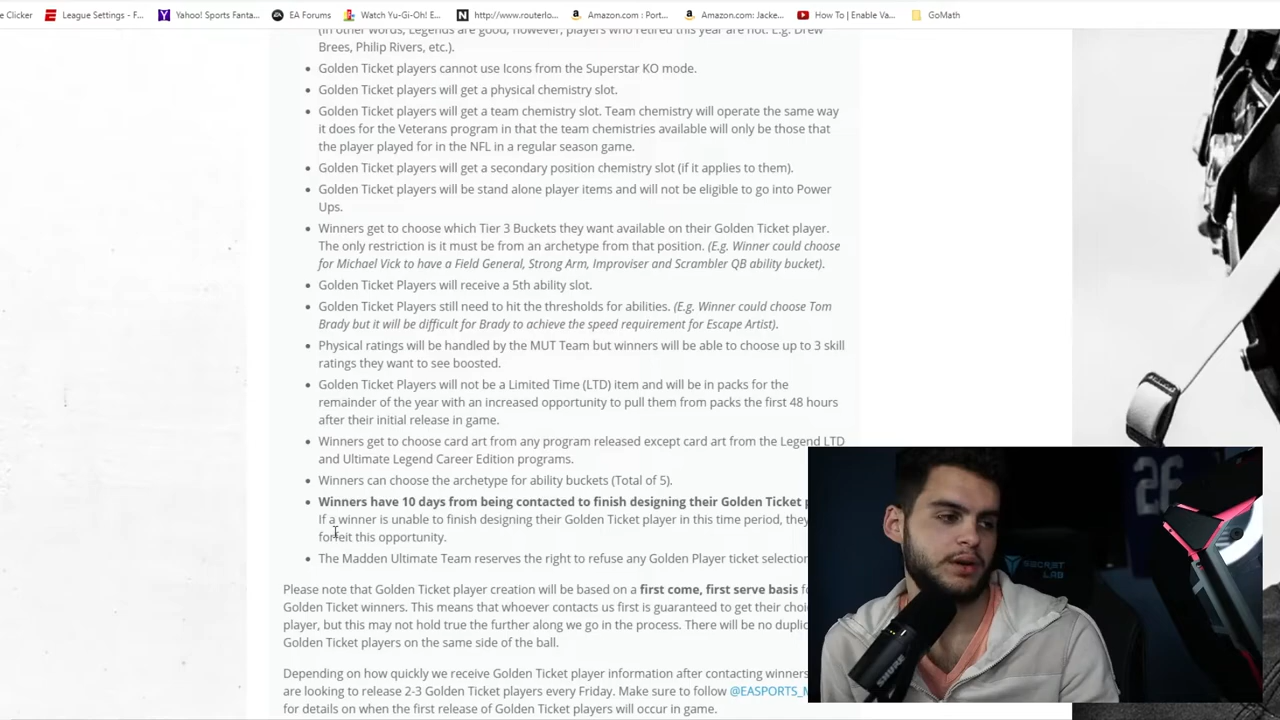 e Clicker League Settings - F... Yahoo! Sports Fanta... EA Forums Watch Yu-Gi-Oh! E... http://www.routerlo... Amazon.com : Port... Amazon.com: Jacke... How To | Enable Va... GoMath
(in other words, Legends are good, however, players who retired this year are not. E.g. Drew
Brees, Philip Rivers, etc.).
Golden Ticket players cannot use Icons from the Superstar KO mode.
Golden Ticket players will get a physical chemistry slot.
Golden Ticket players will get a team chemistry slot. Team chemistry will operate the same way
it does for the Veterans program in that the team chemistries available will only be those that
the player played for in the NFL in a regular season game.
Golden Ticket players will get a secondary position chemistry slot (if it applies to them).
Golden Ticket players will be stand alone player items and will not be eligible to go into Power
Ups.
Winners get to choose which Tier 3 Buckets they want available on their Golden Ticket player.
The only restriction is it must be from an archetype from that position. (E.g. Winner could choose
for Michael Vick to have a Field General, Strong Arm, Improviser and Scrambler QB ability bucket).
Golden Ticket Players will receive a 5th ability slot.
Golden Ticket Players still need to hit the thresholds for abilities. (E.g. Winner could choose Tom
Brady but it will be difficult for Brady to achieve the speed requirement for Escape Artist).
Physical ratings will be handled by the MUT Team but winners will be able to choose up to 3 skill
ratings they want to see boosted.
Golden Ticket Players will not be a Limited Time (LTD) item and will be in packs for the
remainder of the year with an increased opportunity to pull them from packs the first 48 hours
after their initial release in game.
Winners get to choose card art from any program released except card art from the Legend LTD
and Ultimate Legend Career Edition programs.
Winners can choose the archetype for ability buckets (Total of 5).
Winners have 10 days from being contacted to finish designing their Golden Ticket p
If a winner is unable to finish designing their Golden Ticket player in this time period, they
forfeit this opportunity.
The Madden Ultimate Team reserves the right to refuse any Golden Player ticket selection
Please note that Golden Ticket player creation will be based on a first come, first serve basis fo
Golden Ticket winners. This means that whoever contacts us first is guaranteed to get their choi
player, but this may not hold true the further along we go in the process. There will be no duplic
Golden Ticket players on the same side of the ball.
Depending on how quickly we receive Golden Ticket player information after contacting winners
are looking to release 2-3 Golden Ticket players every Friday. Make sure to follow @EASPORTS_M
for details on when the first release of Golden Ticket players will occur in game.
26
SECRET LAB
SHURE